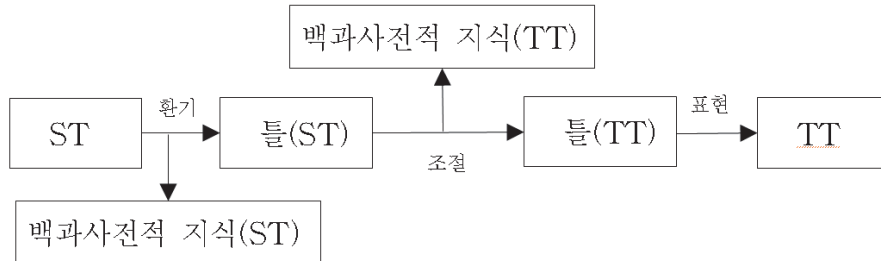 백과사전적 지식(TT)
ST
환기
틀(ST)
조절
틀(TT)
표현
TT
백과사전적 지식(ST)